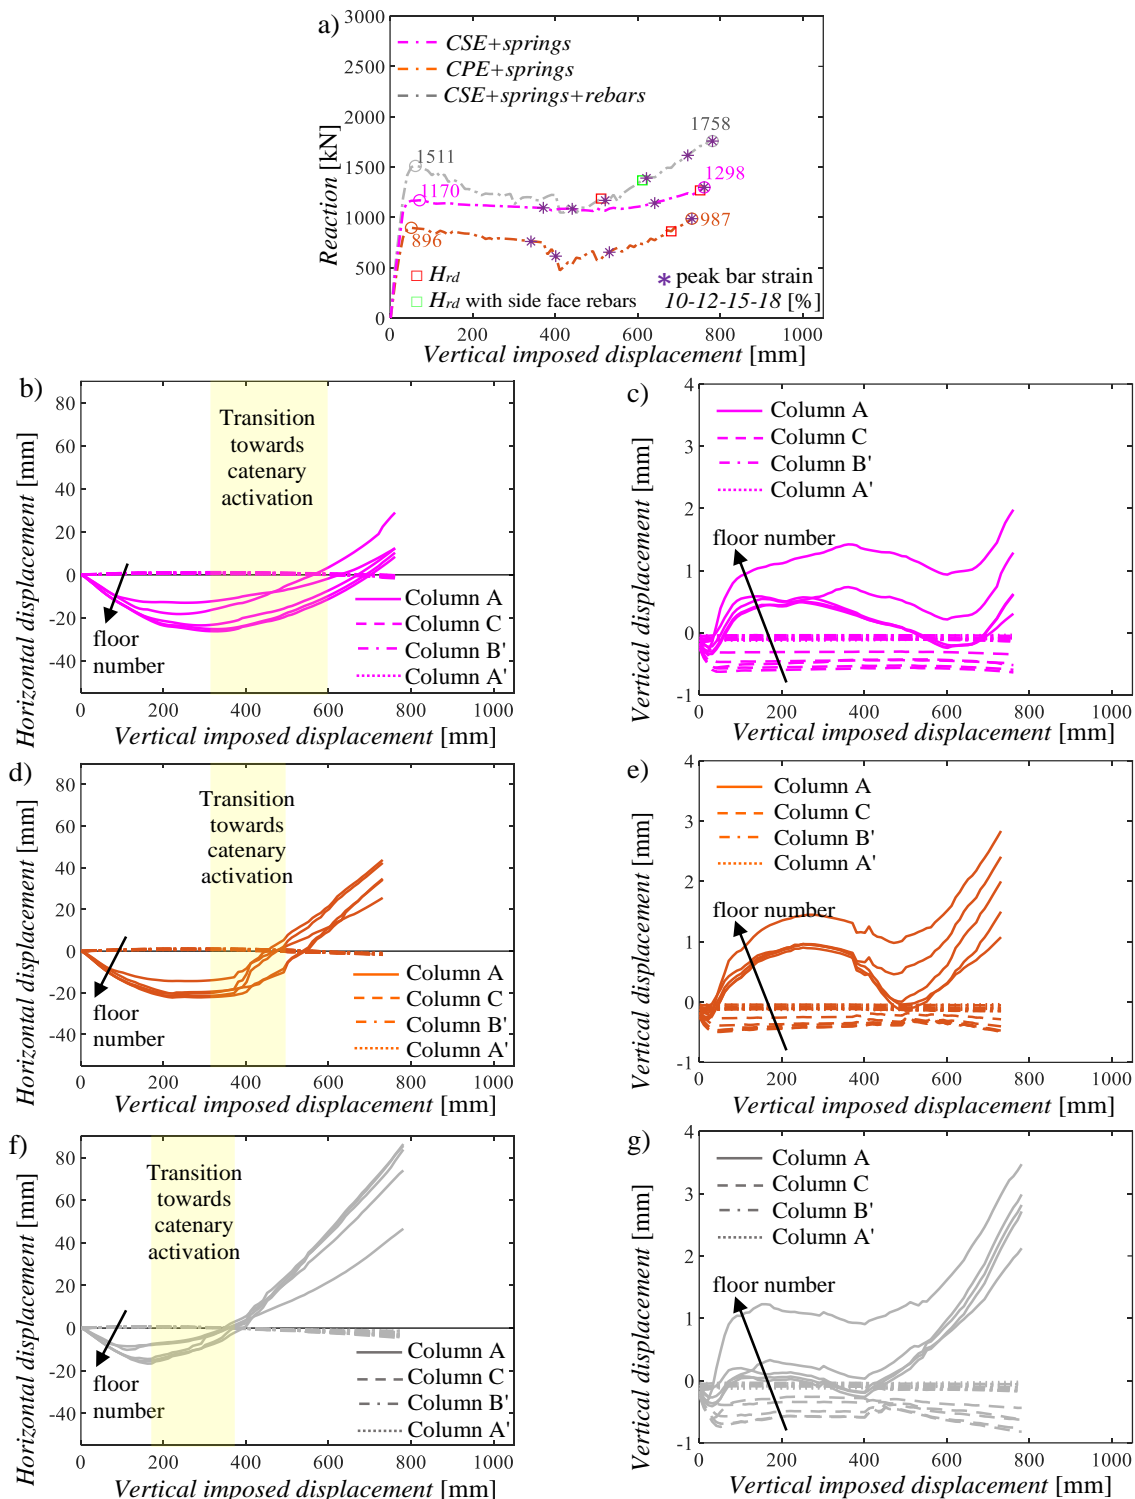 a)
3000
2500
2000
1500
1000
500
0
Reaction [kN]
CSE+springs
CPE+springs
CSE+springs+rebars
1511
1170
896
1758
1298
987
Hrd
Hrd with side face rebars
* peak bar strain
10-12-15-18 [%]
0 200 400 600 800 1000
Vertical imposed displacement [mm]
b)
80
60
40
20
0
-20
-40
Horizontal displacement [mm]
Transition
towards
catenary
activation
floor
number
Column A
Column C
Column B'
Column A'
0 200 400 600 800 1000
Vertical imposed displacement [mm]
c)
4
3
2
1
0
-1
Vertical displacement [mm]
Column A
Column C
Column B'
Column A'
floor number
0 200 400 600 800 1000
Vertical imposed displacement [mm]
d)
80
60
40
20
0
-20
-40
Horizontal displacement [mm]
Transition
towards
catenary
activation
floor
number
Column A
Column C
Column B'
Column A'
0 200 400 600 800 1000
Vertical imposed displacement [mm]
e)
4
3
2
1
0
-1
Vertical displacement [mm]
Column A
Column C
Column B'
Column A'
floor number
0 200 400 600 800 1000
Vertical imposed displacement [mm]
f)
80
60
40
20
0
-20
-40
Horizontal displacement [mm]
Transition
towards
catenary
activation
floor
number
Column A
Column C
Column B'
Column A'
0 200 400 600 800 1000
Vertical imposed displacement [mm]
g)
4
3
2
1
0
-1
Vertical displacement [mm]
Column A
Column C
Column B'
Column A'
floor number
0 200 400 600 800 1000
Vertical imposed displacement [mm]